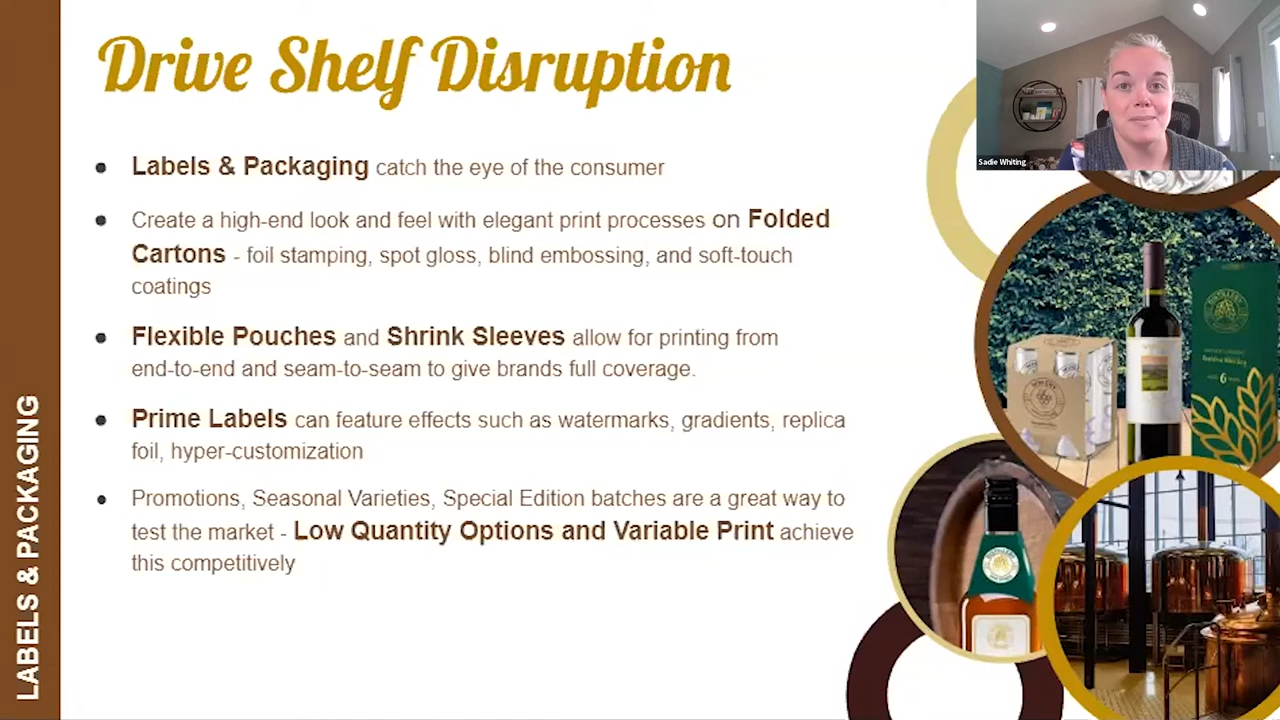 Drive Shelf Disruption
Sadie Whiting
● Labels & Packaging catch the eye of the consumer
● Create a high-end look and feel with elegant print processes on Folded
Cartons - foil stamping, spot gloss, blind embossing, and soft-touch
coatings
● Flexible Pouches and Shrink Sleeves allow for printing from
end-to-end and seam-to-seam to give brands full coverage.
● Prime Labels can feature effects such as watermarks, gradients, replica
foil, hyper-customization
● Promotions, Seasonal Varieties, Special Edition batches are a great way to
test the market - Low Quantity Options and Variable Print achieve
this competitively
LABELS & PACKAGING
6